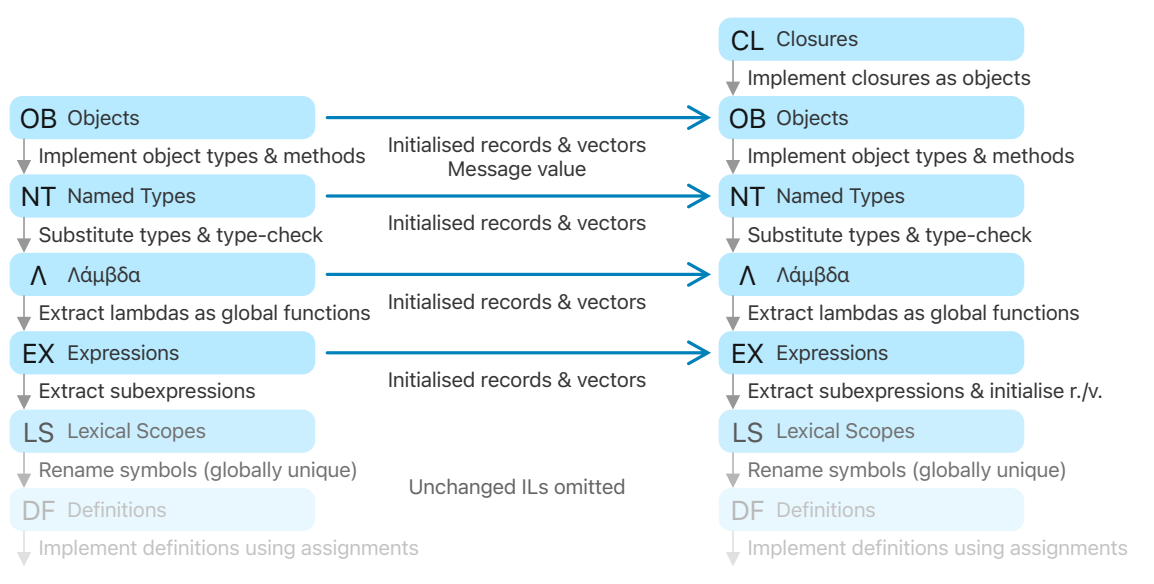 CL Closures
Implement closures as objects
OB Objects
Initialised records & vectors
Message value
OB Objects
Implement object types & methods
Implement object types & methods
NT Named Types
Initialised records & vectors
NT Named Types
Substitute types & type-check
Substitute types & type-check
Λ Λάμβδα
Initialised records & vectors
Λ Λάμβδα
Extract lambdas as global functions
Extract lambdas as global functions
EX Expressions
Initialised records & vectors
EX Expressions
Extract subexpressions
Extract subexpressions & initialise r./v.
LS Lexical Scopes
LS Lexical Scopes
Rename symbols (globally unique)
Unchanged ILs omitted
Rename symbols (globally unique)
DF Definitions
DF Definitions
Implement definitions using assignments
Implement definitions using assignments